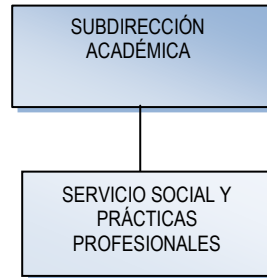 SUBDIRECCIÓN
ACADÉMICA
SERVICIO SOCIAL Y
PRÁCTICAS
PROFESIONALES